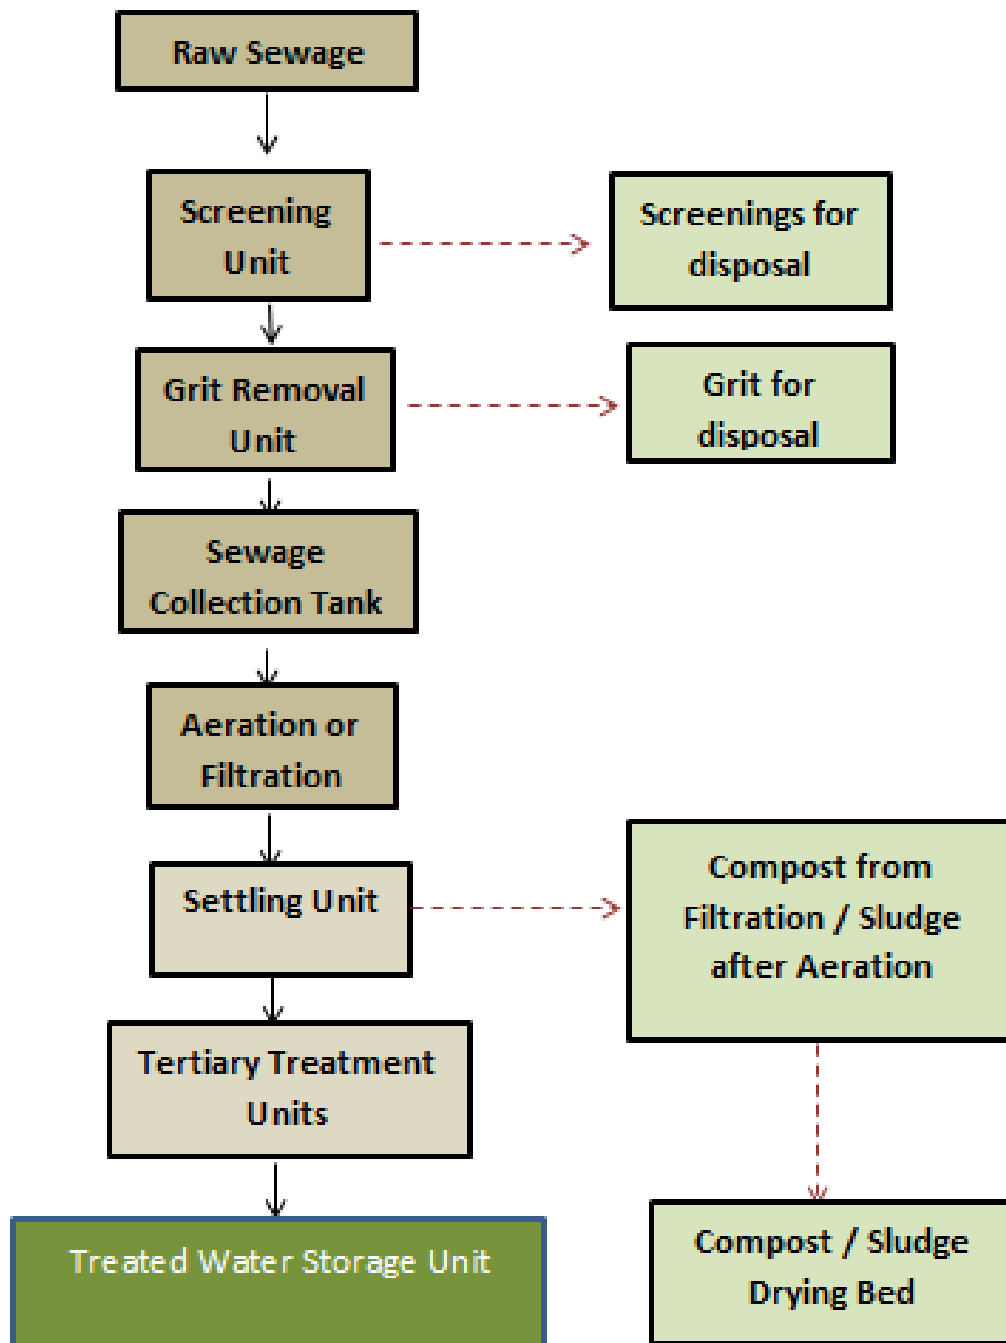 Raw Sewage
Screening
Unit
Screenings for
disposal
Grit Removal
Unit
Grit for
disposal
Sewage
Collection Tank
Aeration or
Filtration
Settling Unit
Compost from
Filtration / Sludge
after Aeration
Tertiary Treatment
Units
Treated Water Storage Unit
Compost / Sludge
Drying Bed